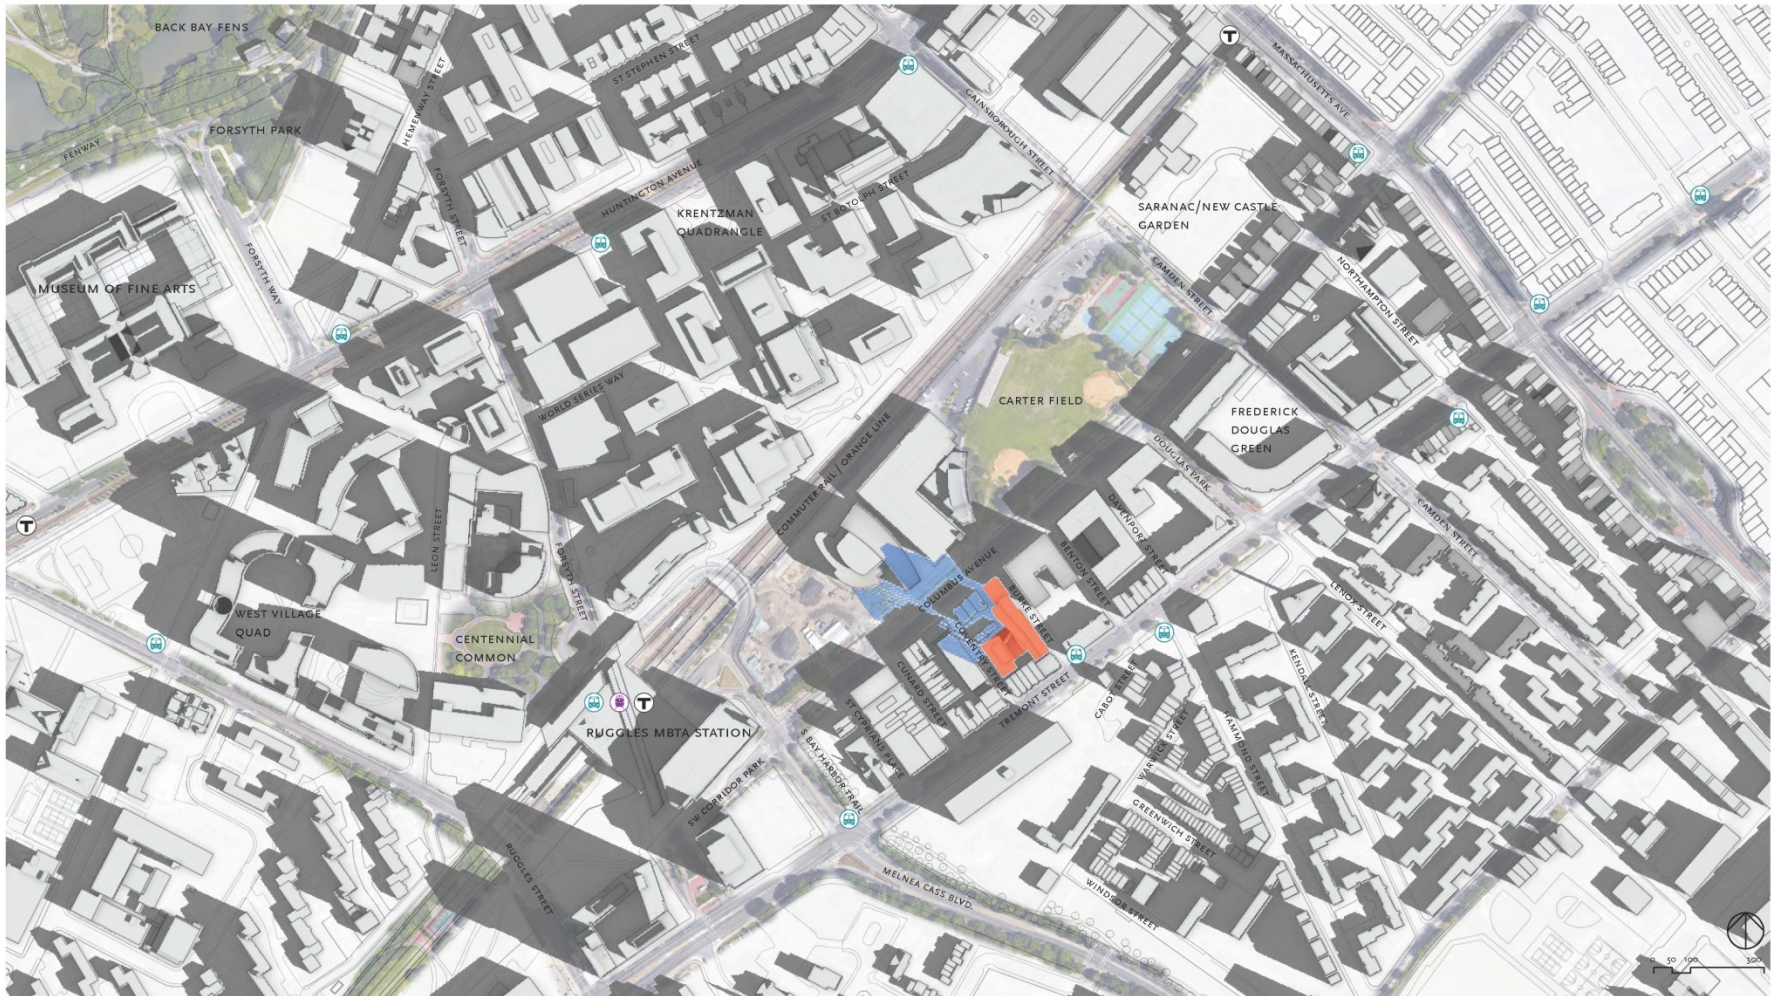 BACK BAY FENS
ST STEPHEN STREET
MASSACHUSETTS AVE
HEMENWAY STREET
GAINSBOROUGH STREET
FORSYTH PARK
FENWAY
FORSYTH STREET
HUNTINGTON AVENUE
ST BOTOLPH STREET
KRENTZMAN
QUADRANGLE
SARANAC/NEW CASTLE
GARDEN
FORSYTH WAY
CAMDEN STREET
NORTHAMPTON STREET
MUSEUM OF FINE ARTS
WORLD SERIES WAY
CARTER FIELD
FREDERICK
DOUGLAS
GREEN
COMMUTER RAIL / ORANGE LINE
DOUGLAS PARK
LEON STREET
FORSYTH STREET
DAVENPORT STREET
CAMDEN STREET
BENTON STREET
COLUMBUS AVENUE
BURKE STREET
LENOX STREET
WEST VILLAGE
QUAD
CENTENNIAL
COMMON
COVENTRY STREET
CUNARD STREET
TREMONT STREET
CABOT STREET
KENDALL STREET
ST CYPRIANS PLACE
HAMMOND STREET
WARWICK STREET
RUGGLES MBTA STATION
S BAY HARBOR TRAIL
SW CORRIDOR PARK
GREENWICH STREET
RUGGLES STREET
MELNEA CASS BLVD.
WINDSOR STREET
T
T
T
0 50 100 300